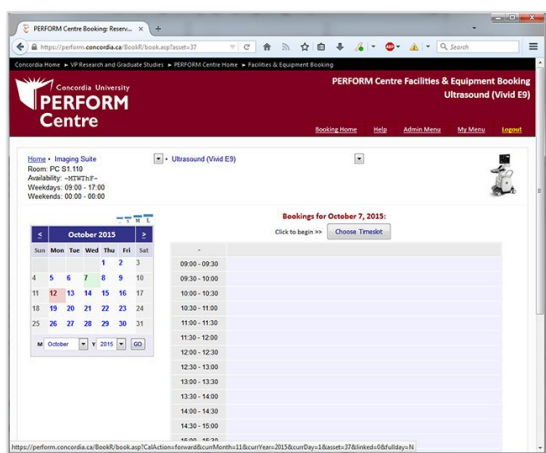 PERFORM Centre Booking: Reserv...
https://perform.concordia.ca/BookR/book.asp?asset=37
Search
Concordia Home ► VP Research and Graduate Studies ► PERFORM Centre Home ► Facilities & Equipment Booking
Concordia University
PERFORM
Centre
PERFORM Centre Facilities & Equipment Booking
Ultrasound (Vivid E9)
Booking Home Help Admin Menu My Menu Logout
Home • Imaging Suite • Ultrasound (Vivid E9)
Room: PC S1.110
Availability: -MTWThF-
Weekdays: 09:00 - 17:00
Weekends: 00:00 - 00:00
S M L
< October 2015 >
Sun Mon Tue Wed Thu Fri Sat
1 2 3
4 5 6 7 8 9 10
11 12 13 14 15 16 17
18 19 20 21 22 23 24
25 26 27 28 29 30 31
M October Y 2015 GO
Bookings for October 7, 2015:
Click to begin >> Choose Timeslot
-
09:00 - 09:30
09:30 - 10:00
10:00 - 10:30
10:30 - 11:00
11:00 - 11:30
11:30 - 12:00
12:00 - 12:30
12:30 - 13:00
13:00 - 13:30
13:30 - 14:00
14:00 - 14:30
14:30 - 15:00
https://perform.concordia.ca/BookR/book.asp?CalAction=forward&currMonth=11&currYear=2015&currDay=1&asset=37&linked=0&fullday=N